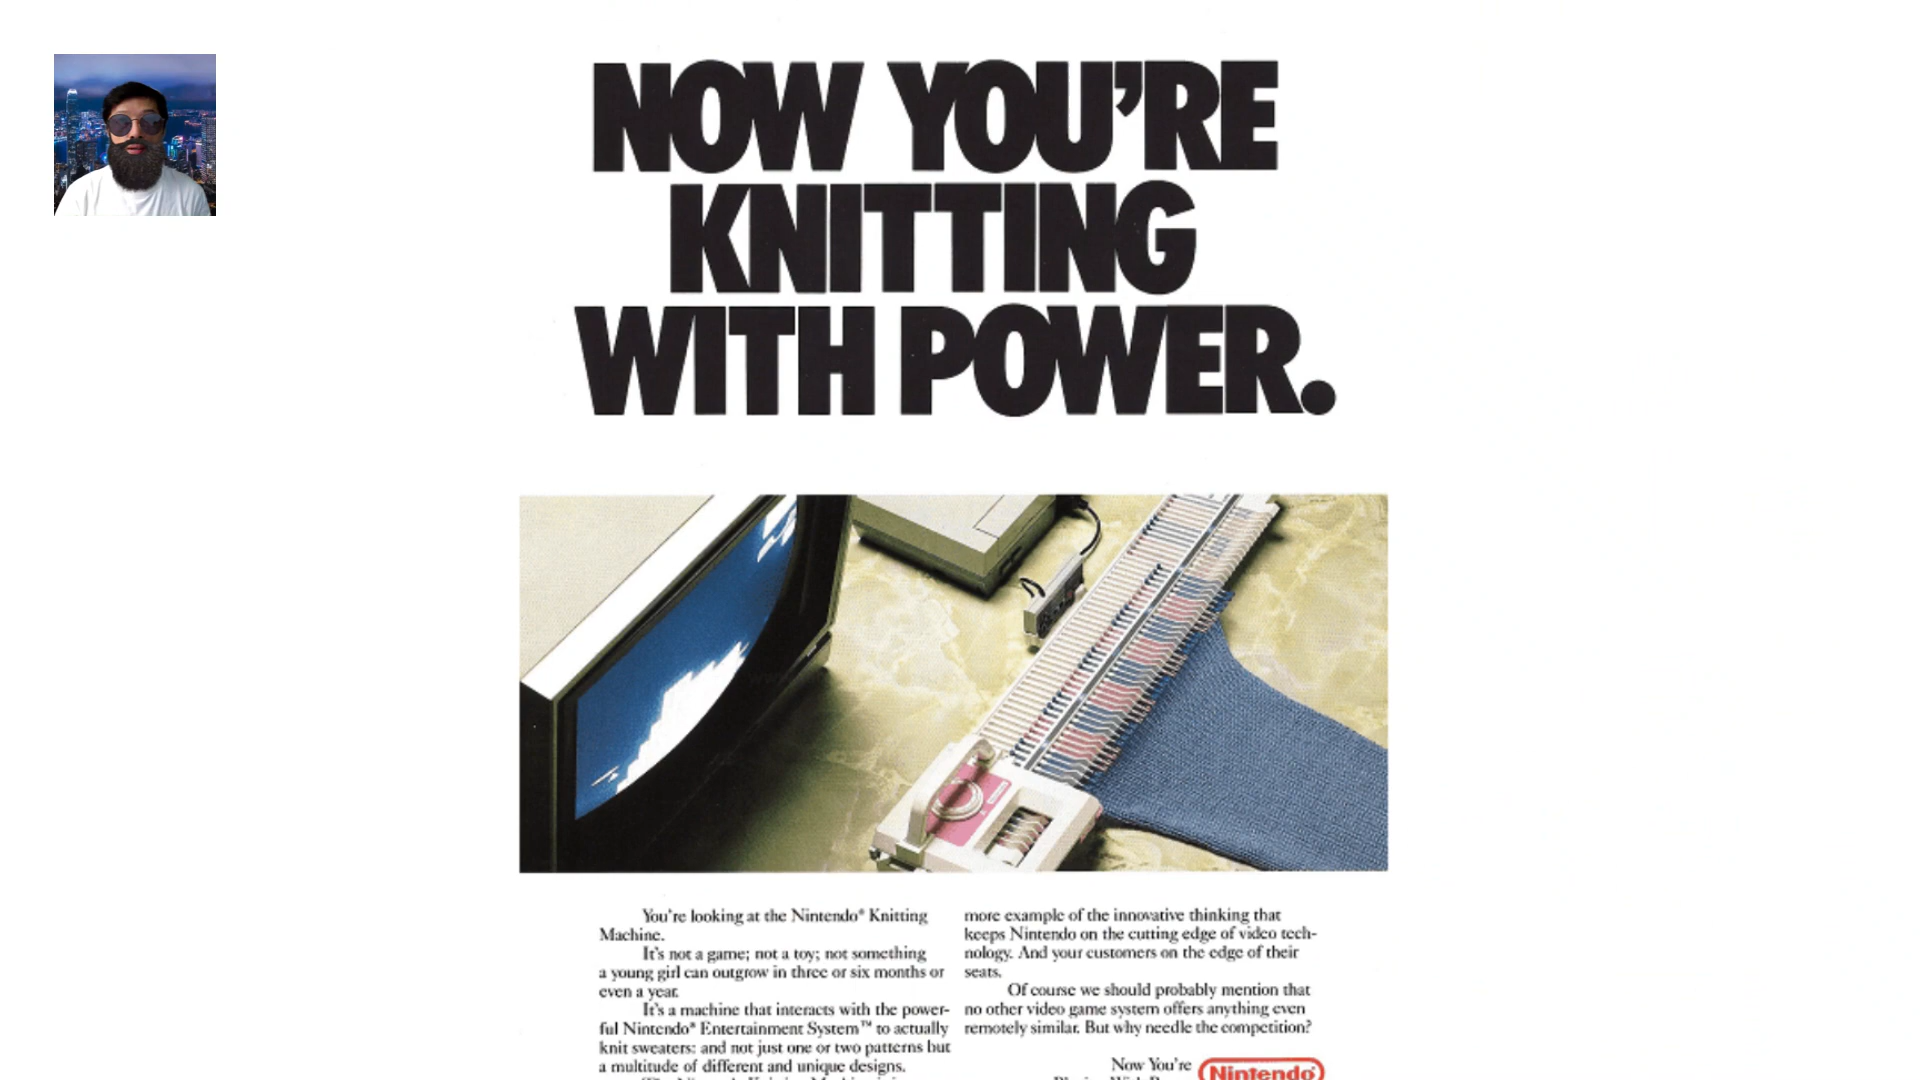 NOW YOU'RE
KNITTING
WITH POWER.
You're looking at the Nintendo® Knitting
Machine.
It's not a game; not a toy; not something
a young girl can outgrow in three or six months or
even a year.
It's a machine that interacts with the power-
ful Nintendo® Entertainment System™ to actually
knit sweaters: and not just one or two patterns but
a multitude of different and unique designs.
more example of the innovative thinking that
keeps Nintendo on the cutting edge of video tech-
nology. And your customers on the edge of their
seats.
Of course we should probably mention that
no other video game system offers anything even
remotely similar. But why needle the competition?
Now You're
Nintendo®